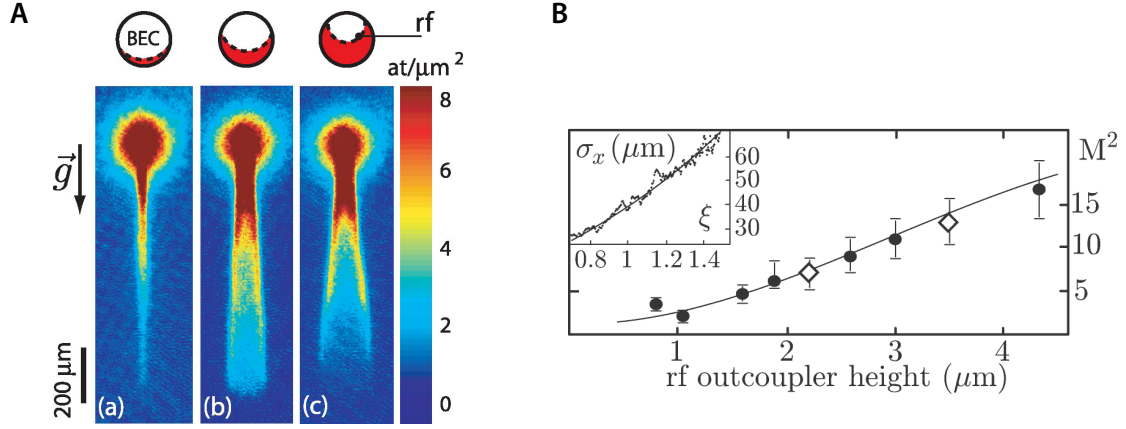 A
BEC
rf
at/μm²
8
6
4
2
0
g⃗
200 μm
(a)
(b)
(c)
B
σₓ (μm)
60
50
40
30
ξ
0.8 1 1.2 1.4
M²
15
10
5
1 2 3 4
rf outcoupler height (μm)